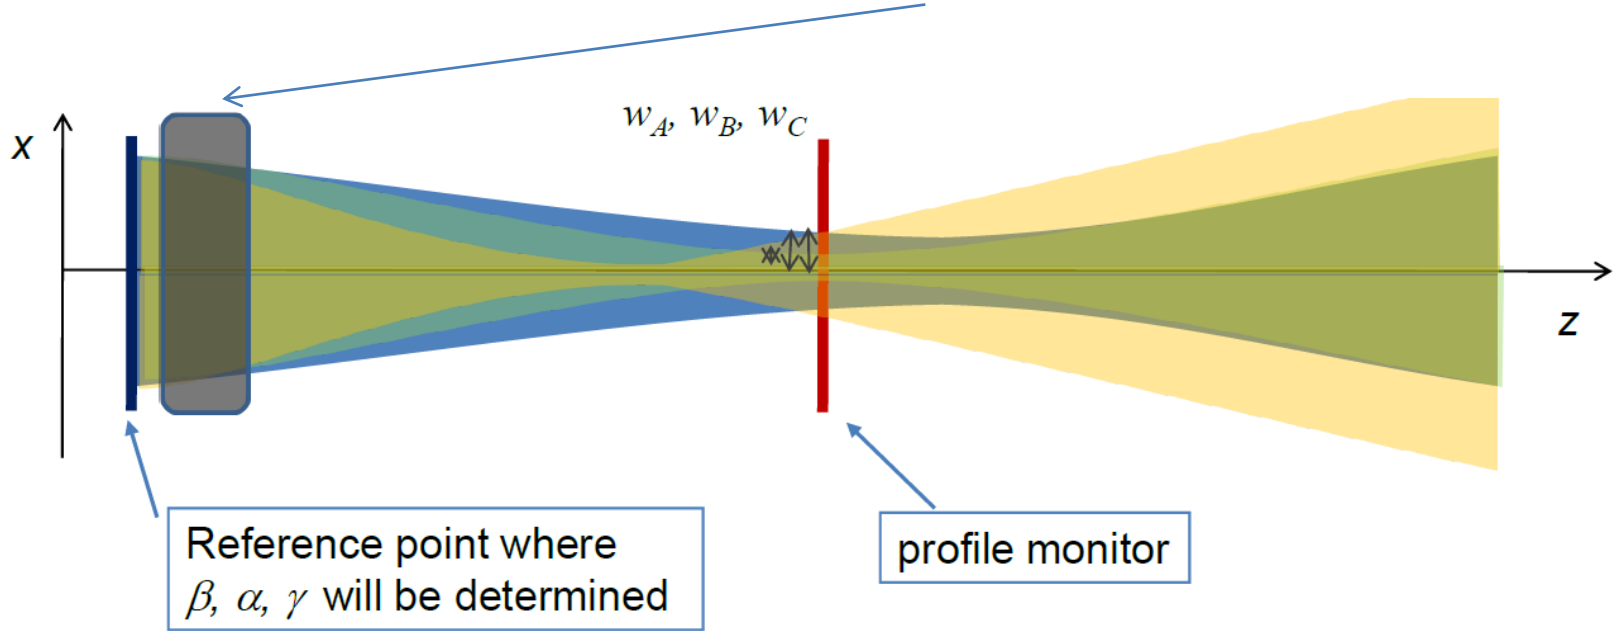 w_A, w_B, w_C
x
z
Reference point where
β, α, γ will be determined
profile monitor